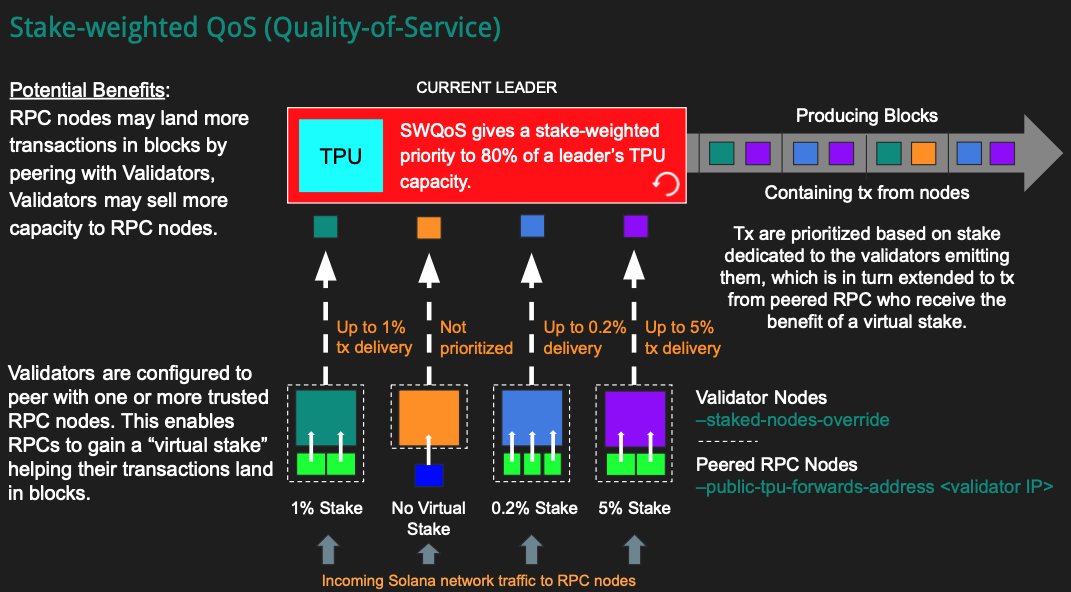 Stake-weighted QoS (Quality-of-Service)
Potential Benefits:
RPC nodes may land more
transactions in blocks by
peering with Validators,
Validators may sell more
capacity to RPC nodes.
CURRENT LEADER
TPU
SWQoS gives a stake-weighted
priority to 80% of a leader's TPU
capacity.
Producing Blocks
Containing tx from nodes
Tx are prioritized based on stake
dedicated to the validators emitting
them, which is in turn extended to tx
from peered RPC who receive the
benefit of a virtual stake.
Up to 1%
tx delivery
Not
prioritized
Up to 0.2%
delivery
Up to 5%
tx delivery
Validators are configured to
peer with one or more trusted
RPC nodes. This enables
RPCs to gain a “virtual stake”
helping their transactions land
in blocks.
1% Stake
No Virtual
Stake
0.2% Stake
5% Stake
Validator Nodes
–staked-nodes-override
Peered RPC Nodes
–public-tpu-forwards-address <validator IP>
Incoming Solana network traffic to RPC nodes